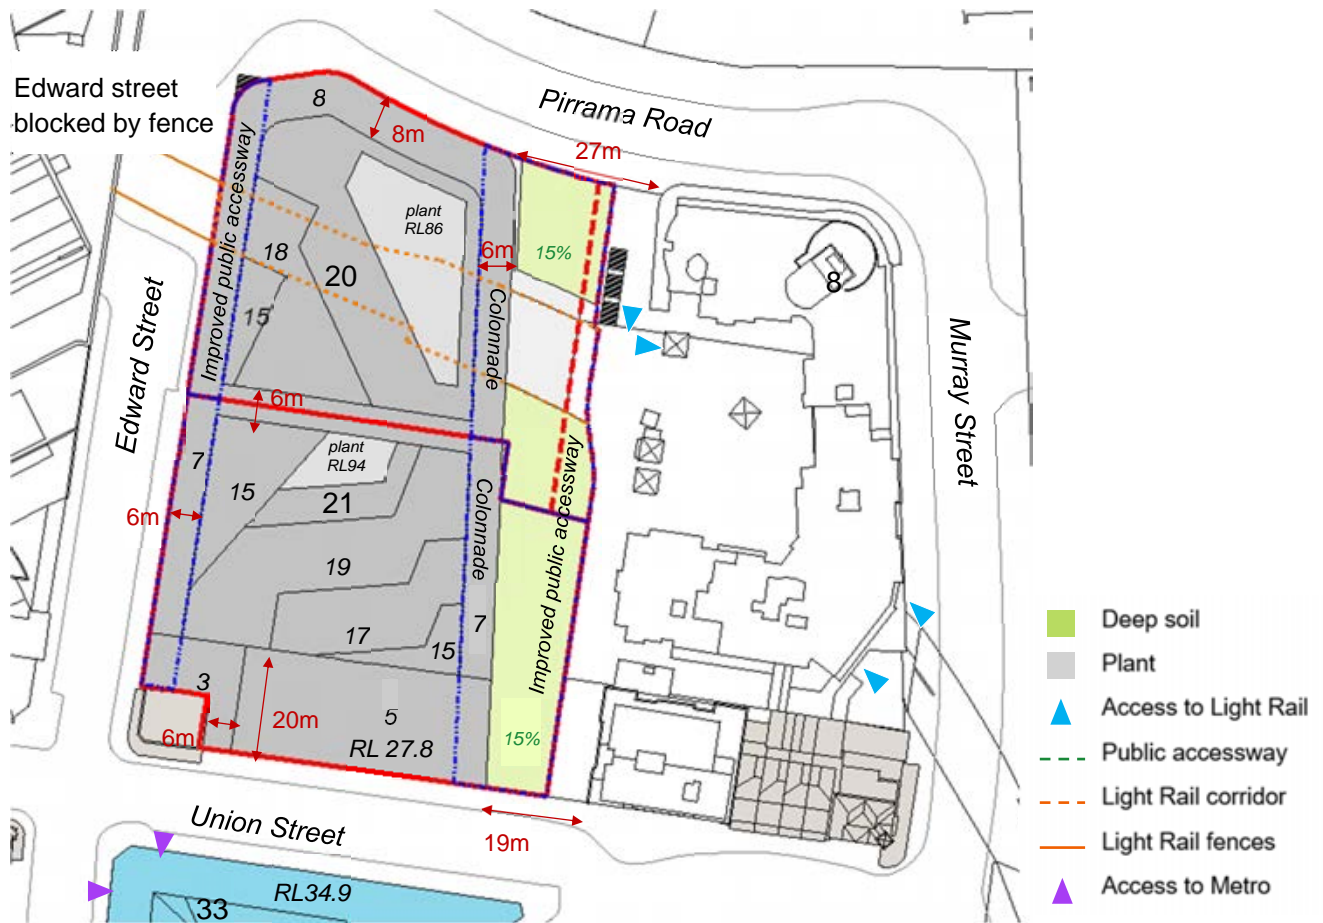 Edward street
blocked by fence
8
8m
Pirrama Road
27m
Improved public accessway
plant
RL86
6m
15%
18
20
15
Colonnade
8
Edward Street
Murray Street
6m
plant
RL94
7
15
21
Colonnade
6m
Improved public accessway
19
17
15
7
3
5
20m
6m
RL 27.8
15%
Union Street
19m
RL34.9
33
Deep soil
Plant
Access to Light Rail
Public accessway
Light Rail corridor
Light Rail fences
Access to Metro